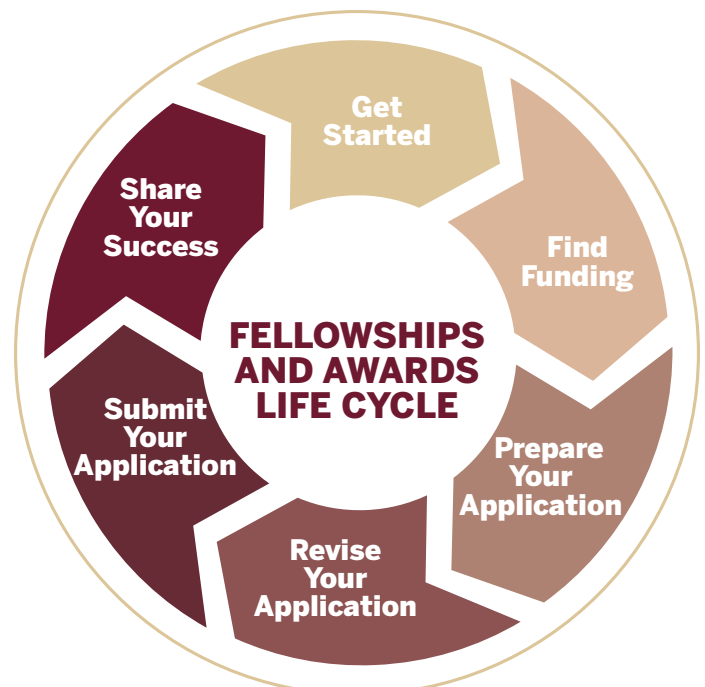 Get
Started
Find
Funding
Prepare
Your
Application
Revise
Your
Application
Submit
Your
Application
Share
Your
Success
FELLOWSHIPS
AND AWARDS
LIFE CYCLE